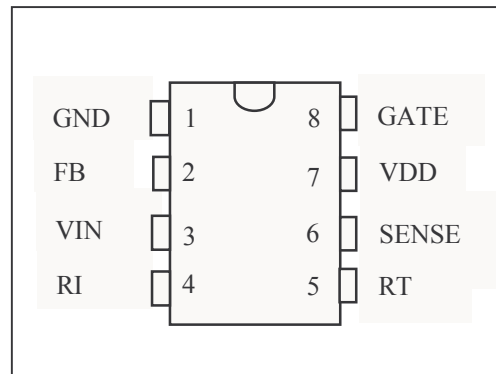 GND 1 8 GATE
FB 2 7 VDD
VIN 3 6 SENSE
RI 4 5 RT